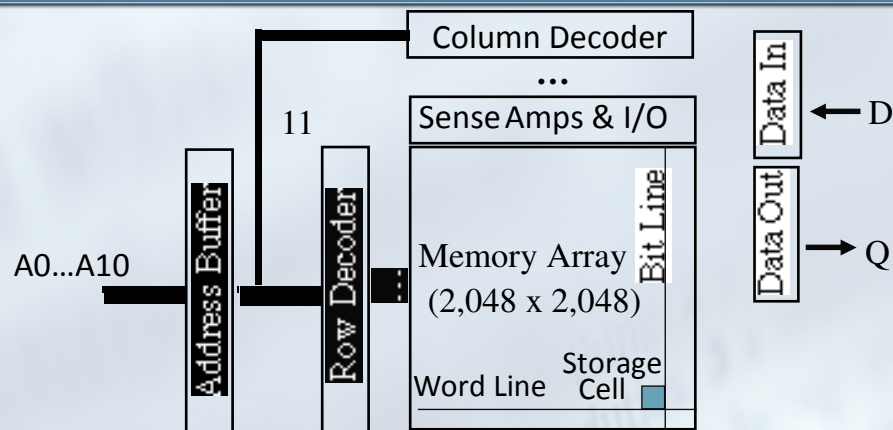 Column Decoder
...
Sense Amps & I/O
Data In
D
11
Address Buffer
Row Decoder
Bit Line
Data Out
A0...A10
...
Memory Array
(2,048 x 2,048)
Q
Storage
Word Line Cell